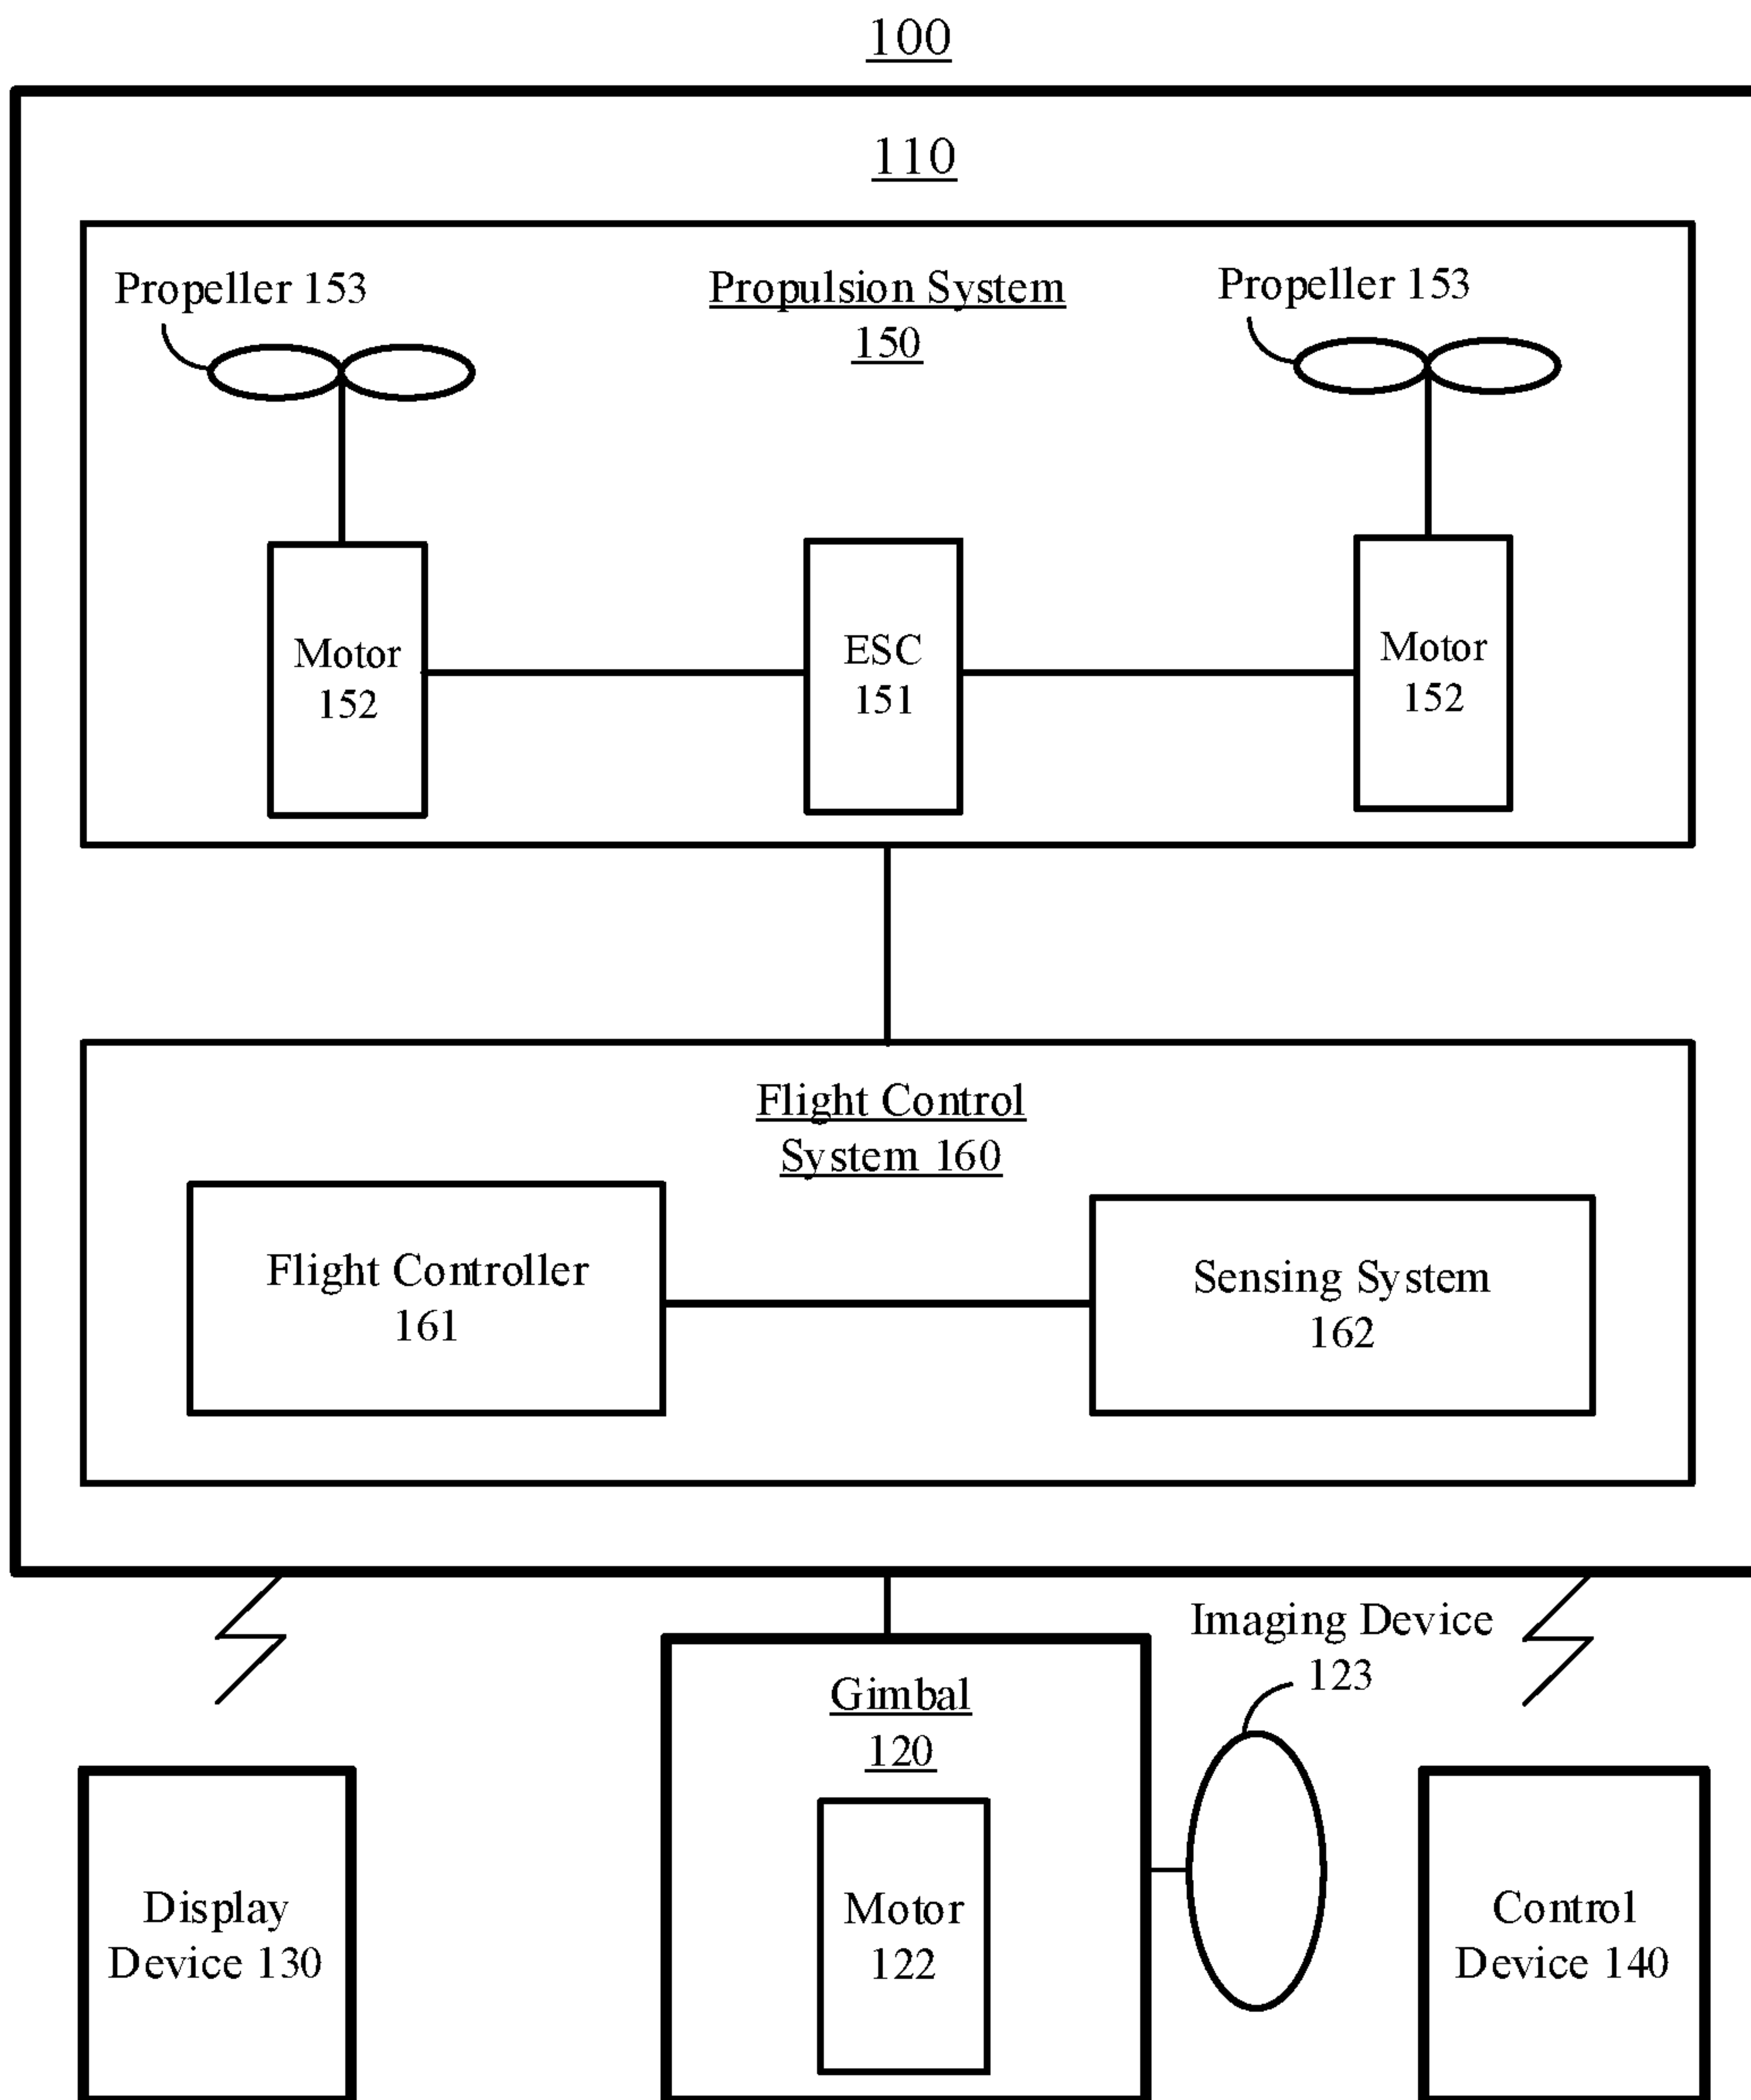 100
110
Propeller 153
Propulsion System
150
Propeller 153
Motor
152
ESC
151
Motor
152
Flight Control
System 160
Flight Controller
161
Sensing System
162
Imaging Device
123
Gimbal
120
Motor
122
Display
Device 130
Control
Device 140